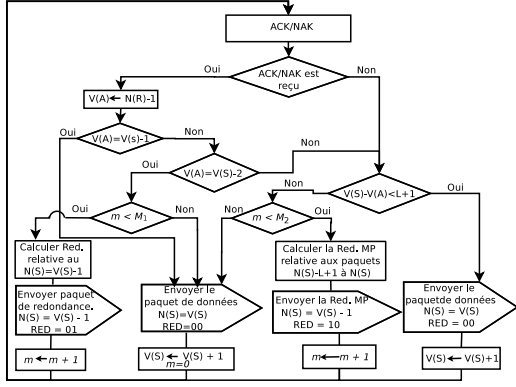 ACK/NAK
ACK/NAK est
reçu
Oui
Non
V(A)← N(R)-1
Oui
V(A)=V(s)-1
Non
V(A)=V(S)-2
Non
Oui
Non
V(S)-V(A)<L+1
Oui
m < M1
Oui
Non
Non
m < M2
Oui
Calculer Red.
relative au
N(S)=V(S)-1
Calculer la Red. MP
relative aux paquets
N(S)-L+1 à N(S)
Envoyer paquet
de redondance.
N(S) = V(S) - 1
RED = 01
Envoyer le
paquet de données
N(S)=V(S)
RED=00
Envoyer la Red. MP
N(S) = V(S) - 1
RED = 10
Envoyer le
paquetde données
N(S) = V(S)
RED = 00
m ← m + 1
V(S) ← V(S) + 1
m=0
m ← m + 1
V(S) ← V(S)+1